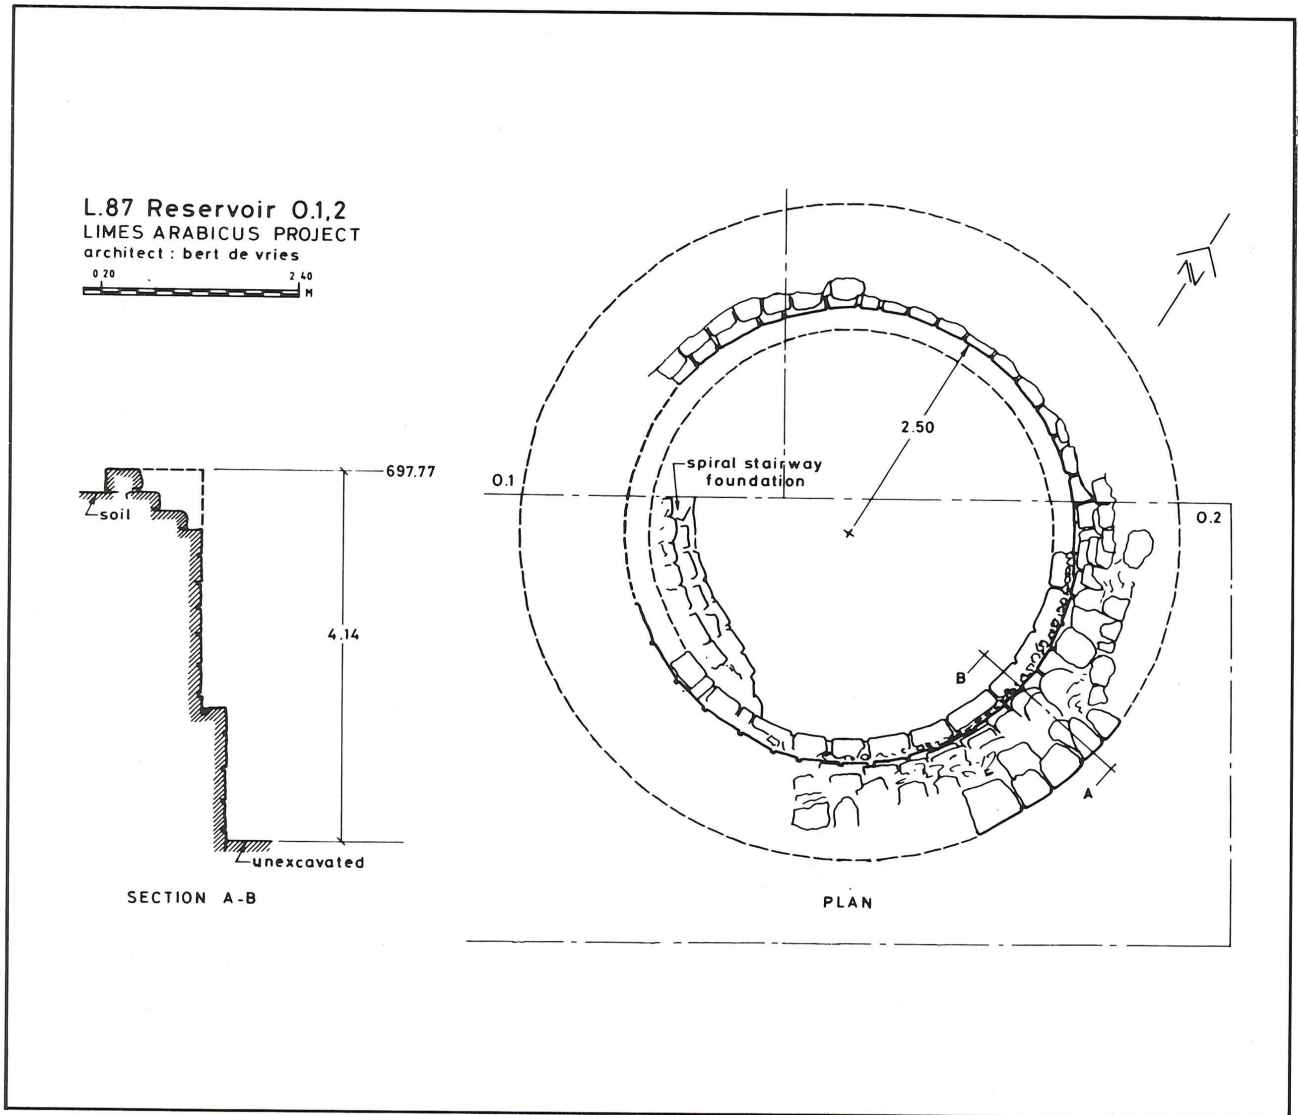 L.87 Reservoir O.1,2
LIMES ARABICUS PROJECT
architect : bert de vries
0 20 2 40
M
N
2.50
spiral stairway
foundation
O.1
O.2
697.77
soil
4.14
B
A
unexcavated
SECTION A-B
PLAN